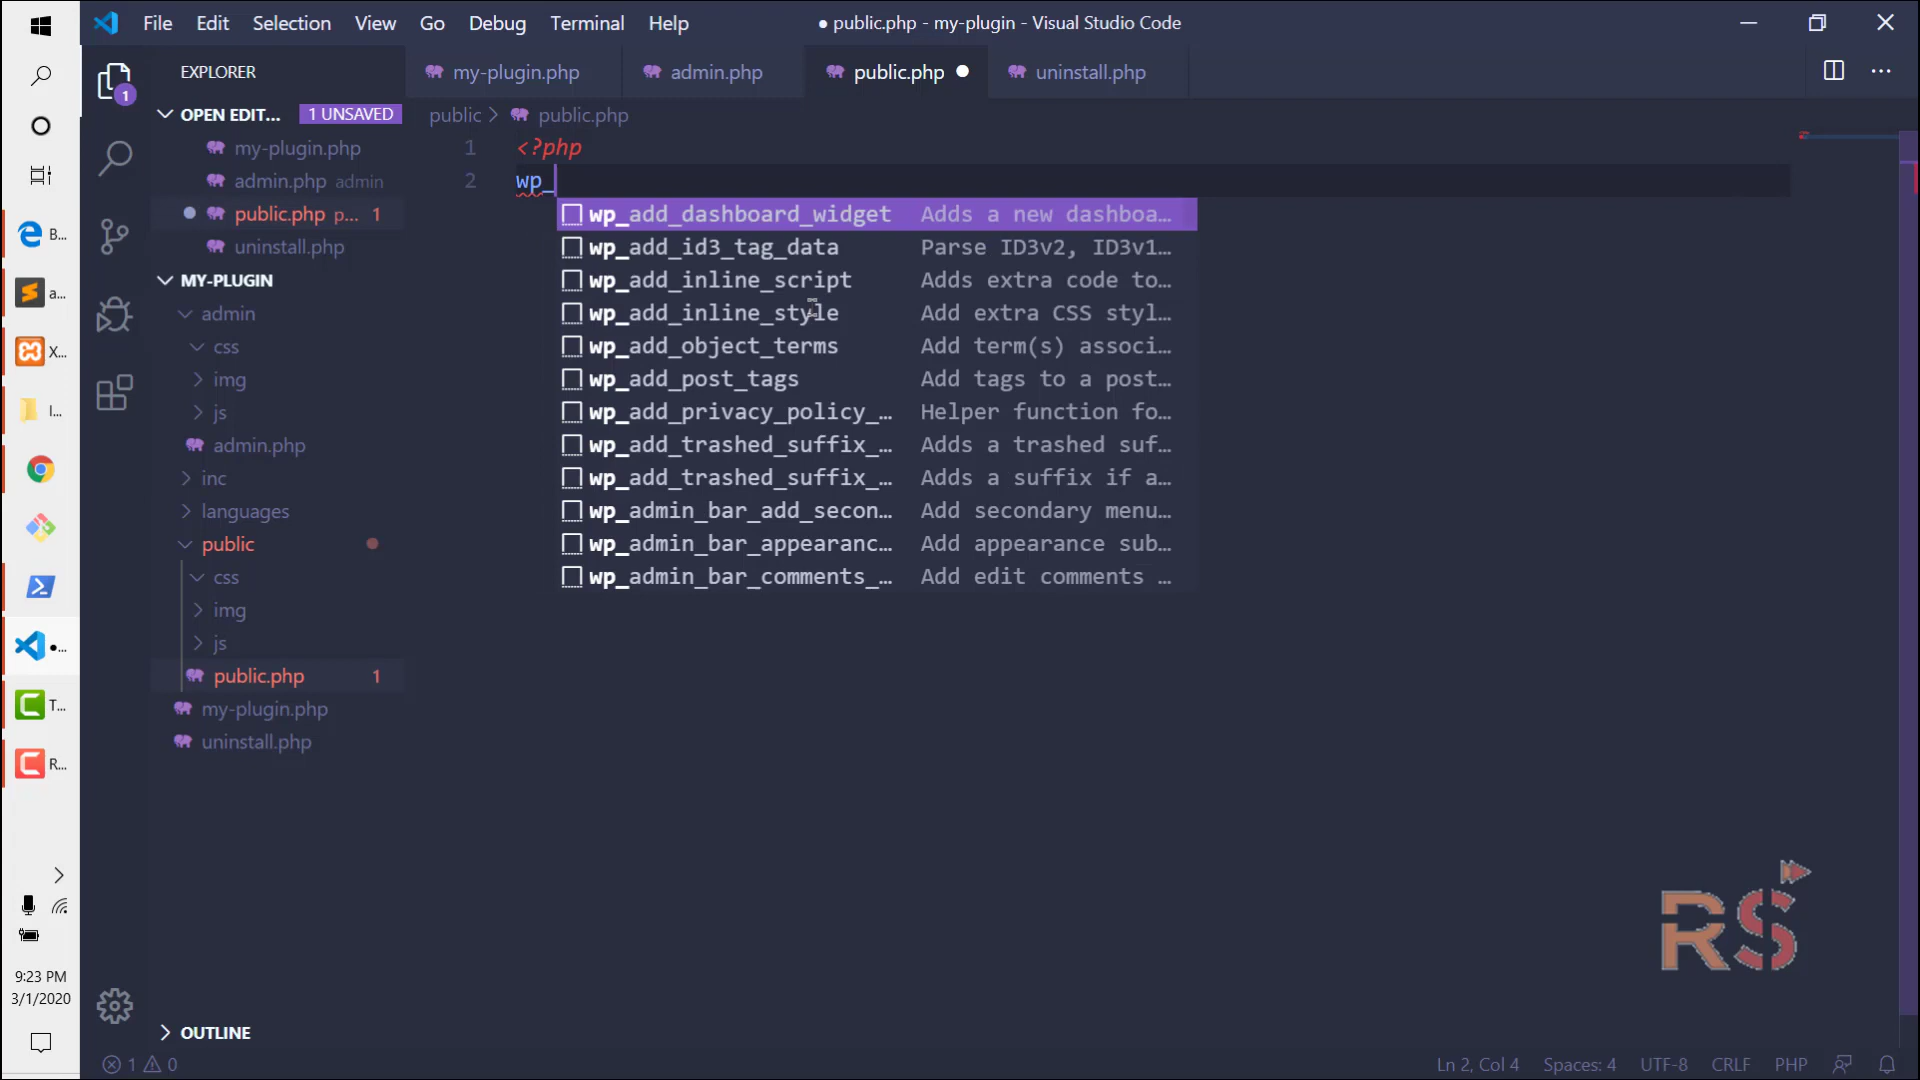 File Edit Selection View Go Debug Terminal Help
● public.php - my-plugin - Visual Studio Code
EXPLORER
my-plugin.php
admin.php
public.php
uninstall.php
OPEN EDIT... 1 UNSAVED
public > public.php
my-plugin.php
admin.php admin
public.php p... 1
uninstall.php
MY-PLUGIN
admin
css
img
js
admin.php
inc
languages
public
css
img
js
public.php 1
my-plugin.php
uninstall.php
OUTLINE
1 <?php
2 wp_
wp_add_dashboard_widget Adds a new dashboa…
wp_add_id3_tag_data Parse ID3v2, ID3v1…
wp_add_inline_script Adds extra code to…
wp_add_inline_style Add extra CSS styl…
wp_add_object_terms Add term(s) associ…
wp_add_post_tags Add tags to a post…
wp_add_privacy_policy_… Helper function fo…
wp_add_trashed_suffix_… Adds a trashed suf…
wp_add_trashed_suffix_… Adds a suffix if a…
wp_admin_bar_add_secon… Add secondary menu…
wp_admin_bar_appearanc… Add appearance sub…
wp_admin_bar_comments_… Add edit comments …
1
B...
a...
X...
I...
●...
T...
R...
9:23 PM
3/1/2020
RS
1 0
Ln 2, Col 4 Spaces: 4 UTF-8 CRLF PHP